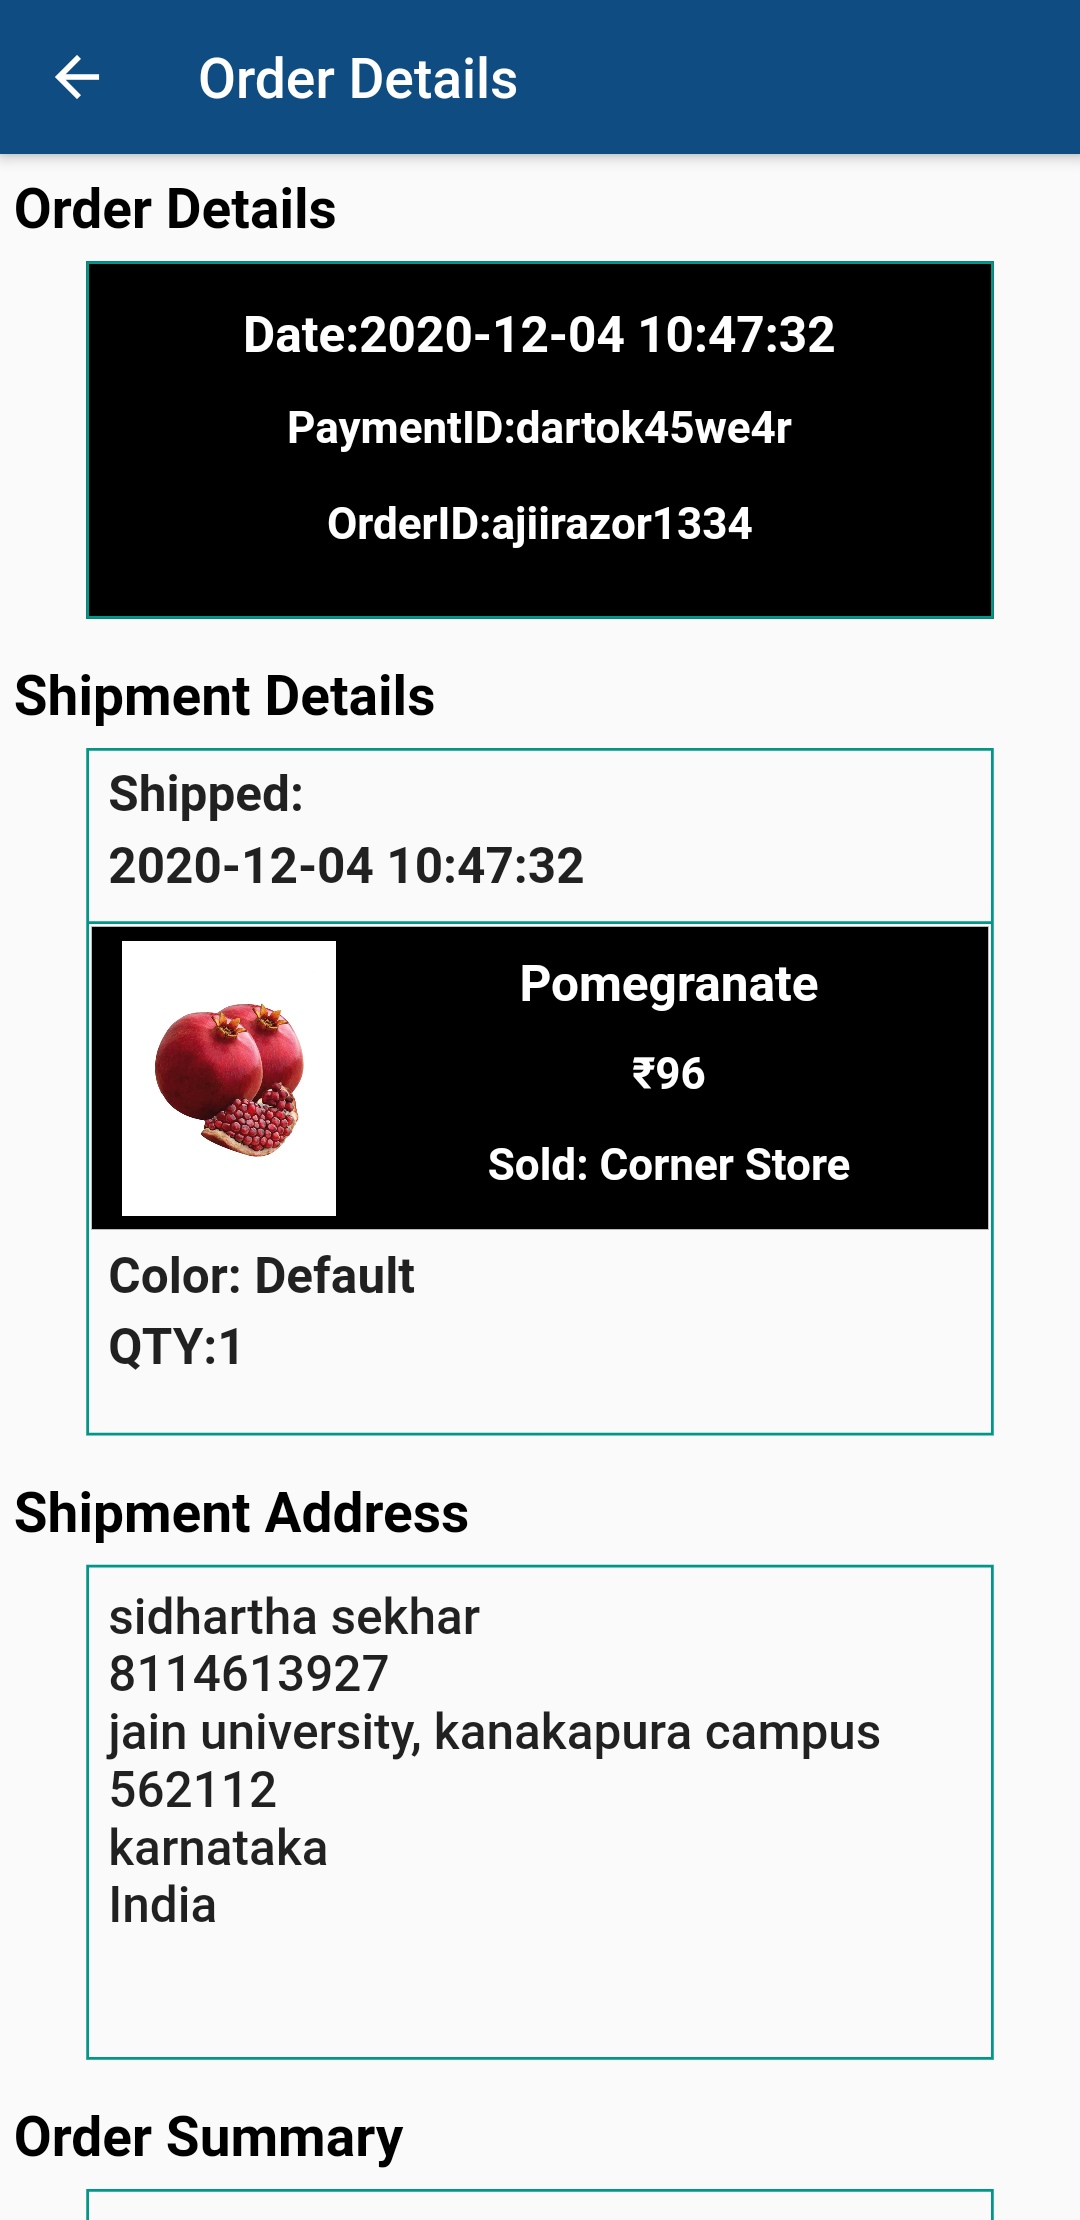 Order Details
Order Details
Date:2020-12-04 10:47:32
PaymentID:dartok45we4r
OrderID:ajiirazor1334
Shipment Details
Shipped:
2020-12-04 10:47:32
Pomegranate
₹96
Sold: Corner Store
Color: Default
QTY:1
Shipment Address
sidhartha sekhar
8114613927
jain university, kanakapura campus
562112
karnataka
India
Order Summary